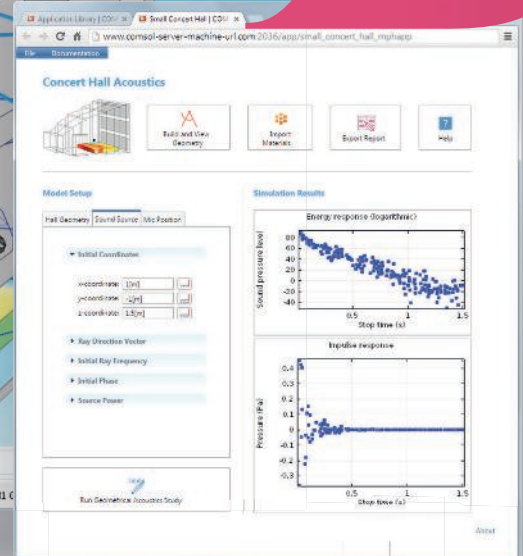 Application Library | COM
Small Concert Hall | COM
www.comsol-server-machine-url.com:2036/app/small_concert_hall_mphapp
File Documentation
Concert Hall Acoustics
Build and View
Geometry
Import
Materials
Export Report
Help
Model Setup
Hall Geometry Sound Source Mic Position
Initial Coordinates
x-coordinate: 1[m]
y-coordinate: -1[m]
z-coordinate: 1.5[m]
Ray Direction Vector
Initial Ray Frequency
Initial Phase
Source Power
Run Geometrical Acoustics Study
Simulation Results
Energy response (logarithmic)
Sound pressure level
80
60
40
20
0
-20
-40
0.5 1 1.5
Stop time (s)
Impulse response
Pressure (Pa)
0.4
0.3
0.2
0.1
0
-0.1
-0.2
-0.3
0.5 1 1.5
Stop time (s)
About